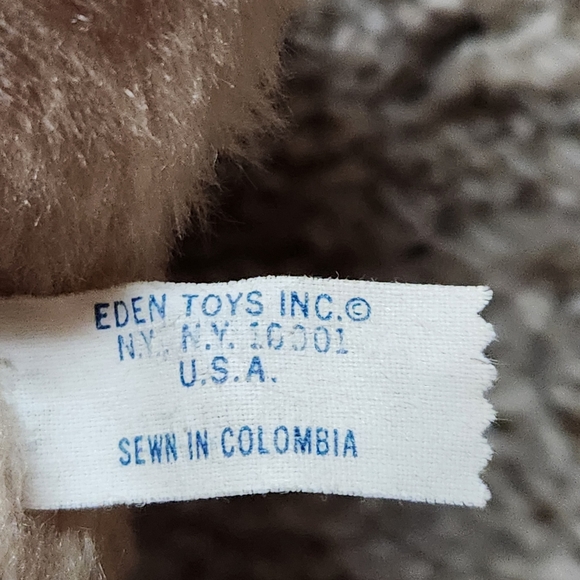 EDEN TOYS INC.©
N.Y., N.Y. 10001
U.S.A.
SEWN IN COLOMBIA